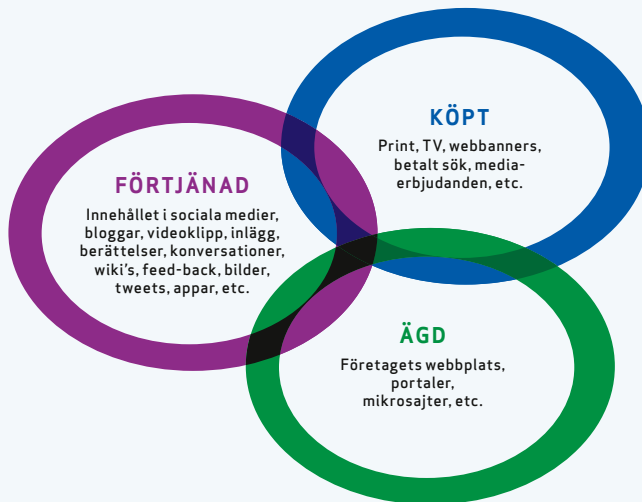 KÖPT
Print, TV, webbanners,
betalt sök, media-
erbjudanden, etc.
FÖRTJÄNAD
Innehållet i sociala medier,
bloggar, videoklipp, inlägg,
berättelser, konversationer,
wiki's, feed-back, bilder,
tweets, appar, etc.
ÄGD
Företagets webbplats,
portaler,
mikrosajter, etc.